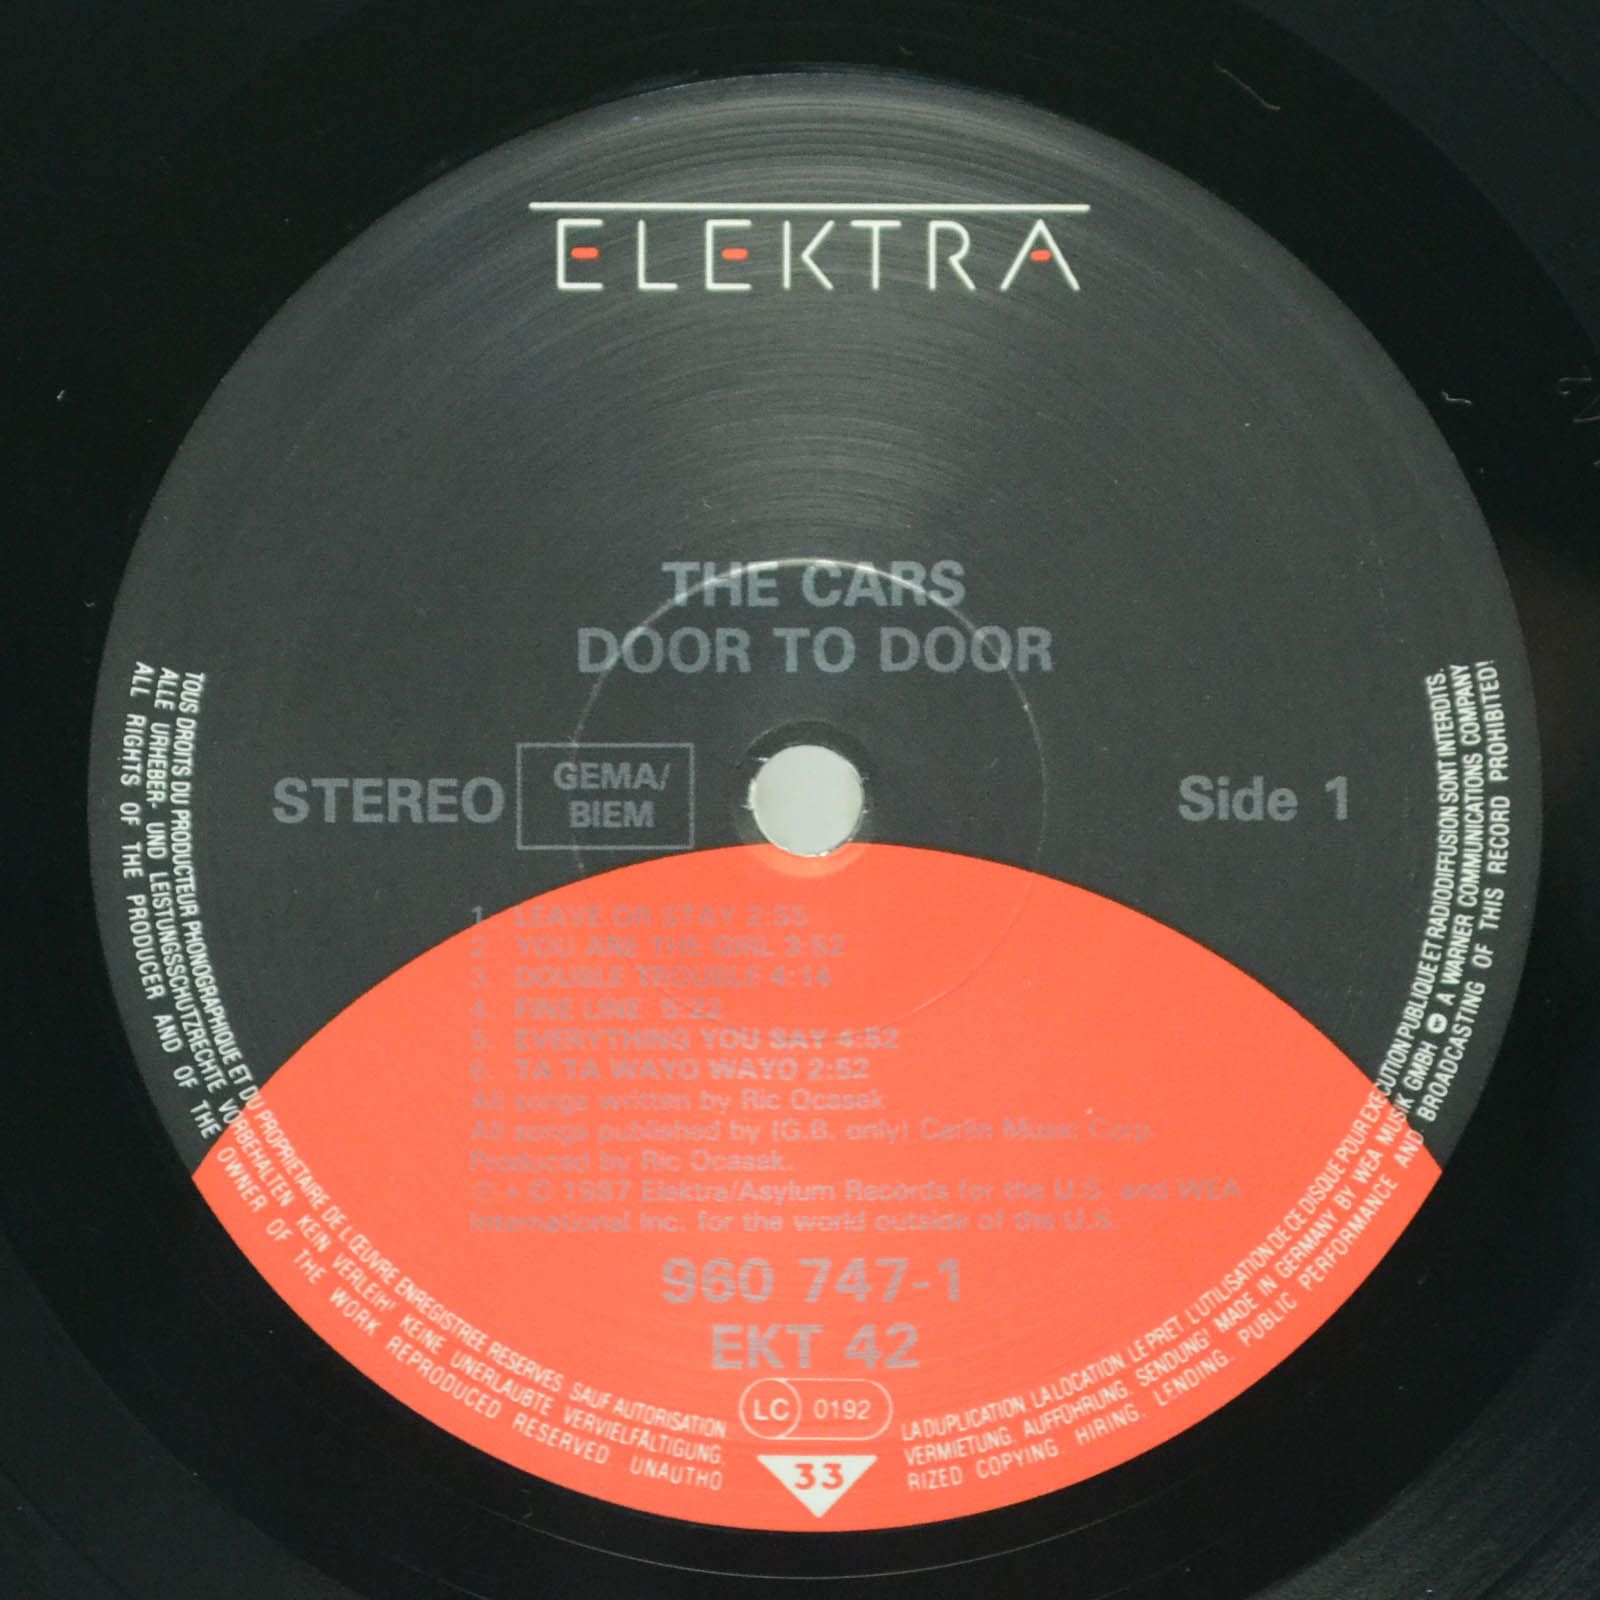 ELEKTRA
THE CARS
DOOR TO DOOR
STEREO
GEMA/
BIEM
Side 1
1. LEAVE OR STAY 2:55
2. YOU ARE THE GIRL 3:52
3. DOUBLE TROUBLE 4:14
4. FINE LINE 5:22
5. EVERYTHING YOU SAY 4:52
6. TA TA WAYO WAYO 2:52
All songs written by Ric Ocasek
All songs published by (G.B. only) Carlin Music Corp.
Produced by Ric Ocasek.
℗ + © 1987 Elektra/Asylum Records for the U.S. and WEA
International Inc. for the world outside of the U.S.
960 747-1
EKT 42
LC 0192
33
TOUS DROITS DU PRODUCTEUR PHONOGRAPHIQUE ET DU PROPRIETAIRE DE L'ŒUVRE ENREGISTREE RESERVES. SAUF AUTORISATION LA DUPLICATION, LA LOCATION, LE PRET, L'UTILISATION DE CE DISQUE POUR EXECUTION PUBLIQUE ET RADIODIFFUSION SONT INTERDITS.
ALLE URHEBER- UND LEISTUNGSSCHUTZRECHTE VORBEHALTEN KEIN VERLEIH! KEINE UNERLAUBTE VERVIELFÄLTIGUNG, VERMIETUNG, AUFFÜHRUNG, SENDUNG! MADE IN GERMANY BY WEA MUSIK GMBH A WARNER COMMUNICATIONS COMPANY
ALL RIGHTS OF THE PRODUCER AND OF THE OWNER OF THE WORK REPRODUCED RESERVED UNAUTHORIZED COPYING, HIRING, LENDING, PUBLIC PERFORMANCE AND BROADCASTING OF THIS RECORD PROHIBITED!